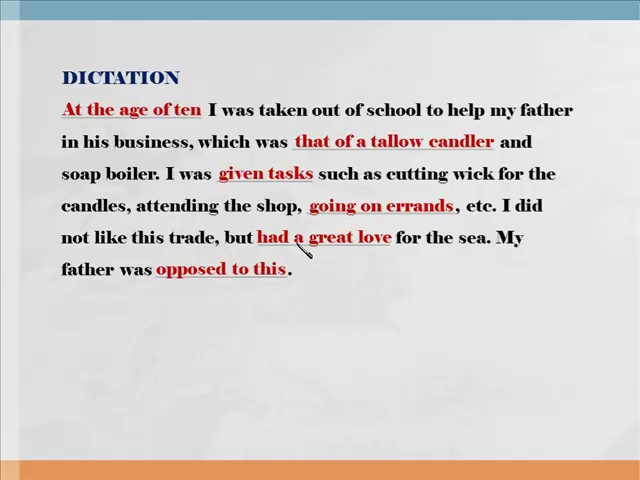 DICTATION
At the age of ten I was taken out of school to help my father
in his business, which was that of a tallow candler and
soap boiler. I was given tasks such as cutting wick for the
candles, attending the shop, going on errands, etc. I did
not like this trade, but had a great love for the sea. My
father was opposed to this.